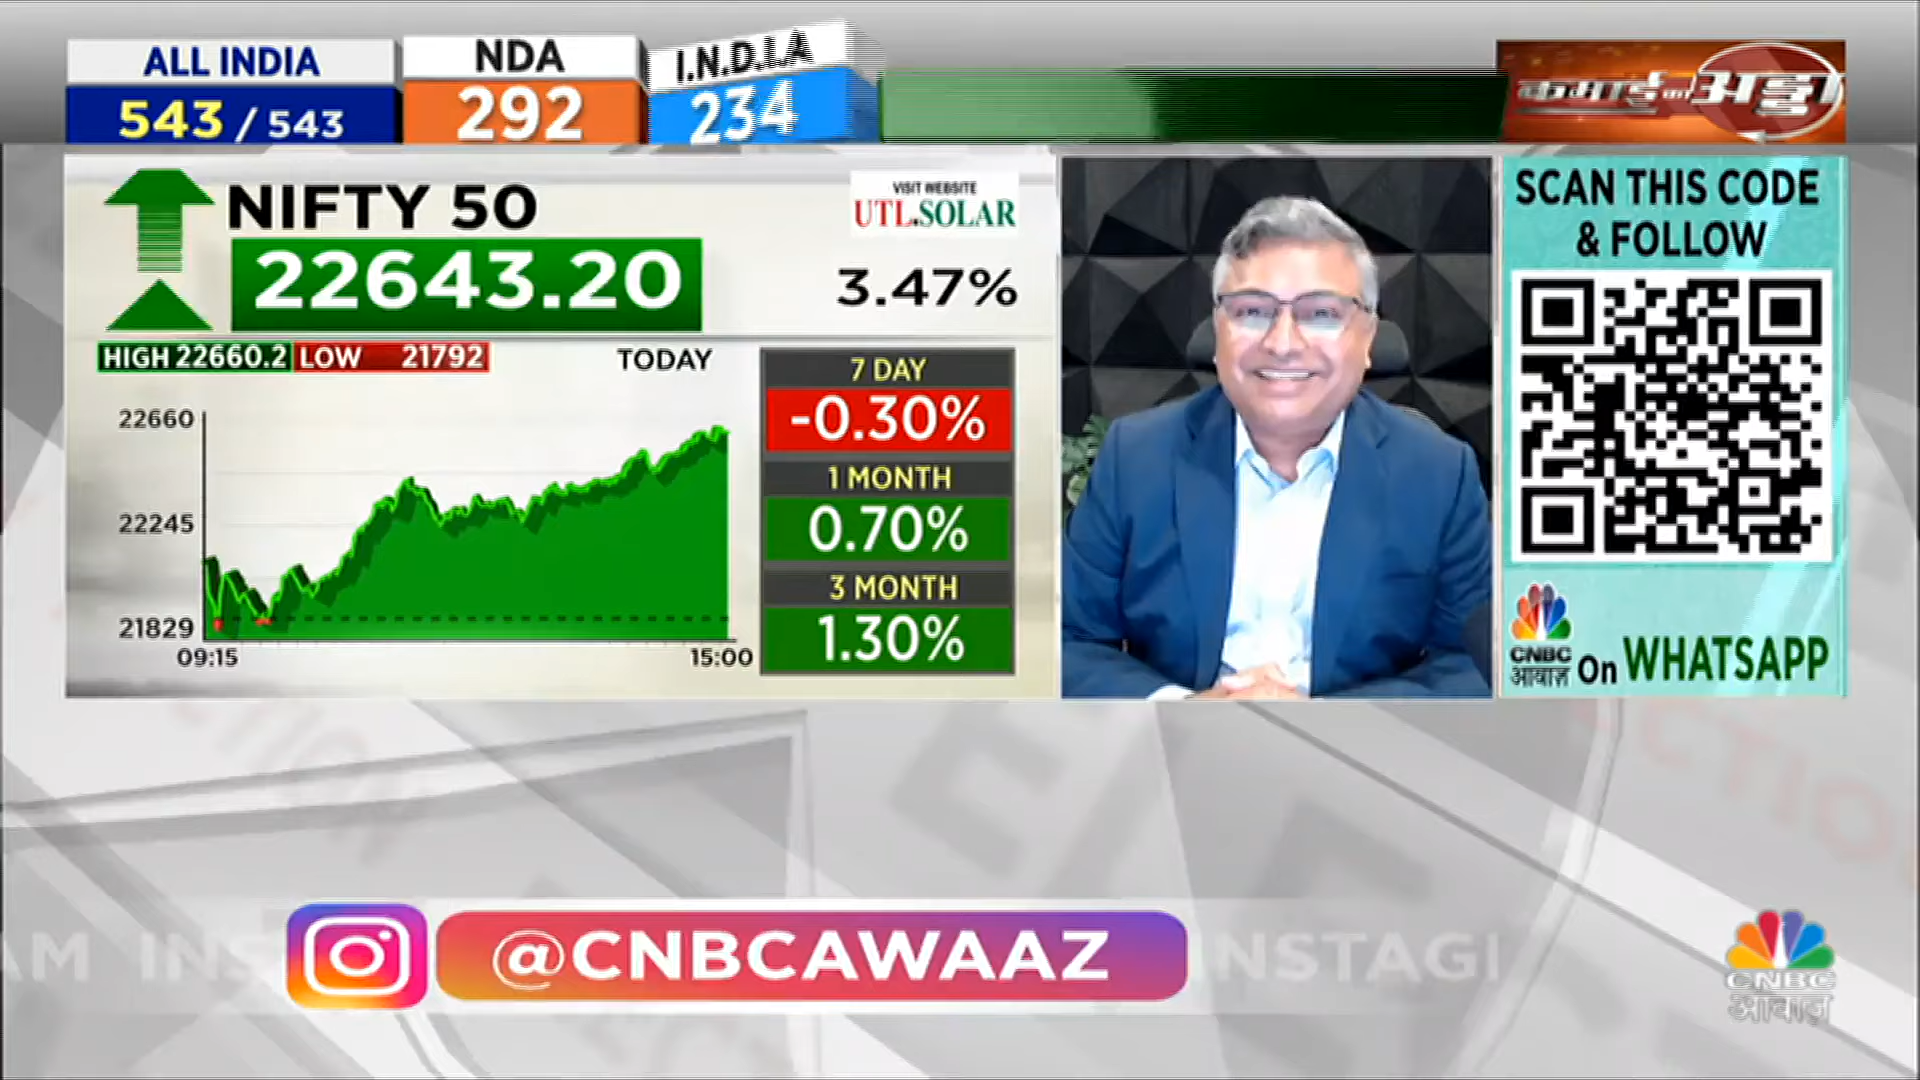 ALL INDIA
543 / 543
NDA
292
I.N.D.I.A
234
कमाई का अड्डा
NIFTY 50
22643.20
VISIT WEBSITE
UTL.SOLAR
3.47%
HIGH 22660.2 LOW 21792
TODAY
22660
22245
21829
09:15
15:00
7 DAY
-0.30%
1 MONTH
0.70%
3 MONTH
1.30%
SCAN THIS CODE
& FOLLOW
CNBC
आवाज़
On WHATSAPP
@CNBCAWAAZ
CNBC
आवाज़